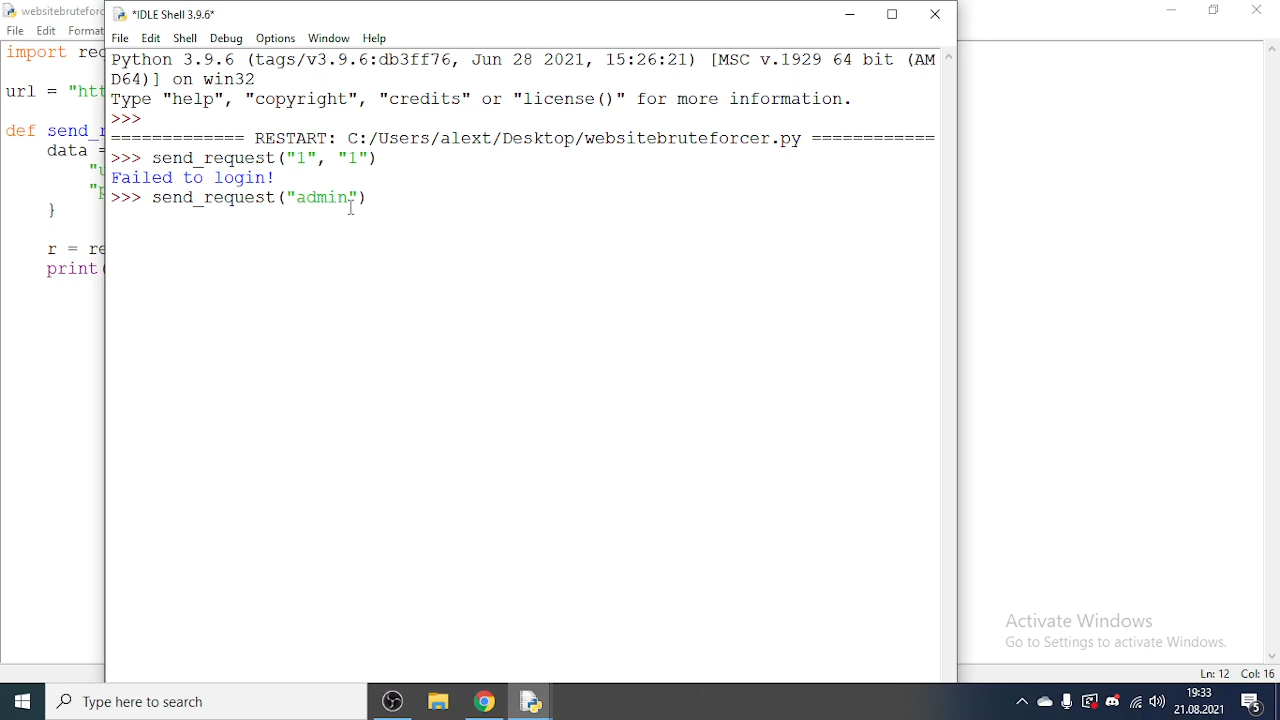 websitebrutefor
File Edit Format
import rec
url = "htt
def send_r
data =
"u
"p
}
r = re
print(
*IDLE Shell 3.9.6*
File Edit Shell Debug Options Window Help
Python 3.9.6 (tags/v3.9.6:db3ff76, Jun 28 2021, 15:26:21) [MSC v.1929 64 bit (AM
D64)] on win32
Type "help", "copyright", "credits" or "license()" for more information.
>>>
============= RESTART: C:/Users/alext/Desktop/websitebruteforcer.py ============
>>> send_request("1", "1")
Failed to login!
>>> send_request("admin")
Activate Windows
Go to Settings to activate Windows.
Ln: 12 Col: 16
Type here to search
19:33
21.08.2021
5